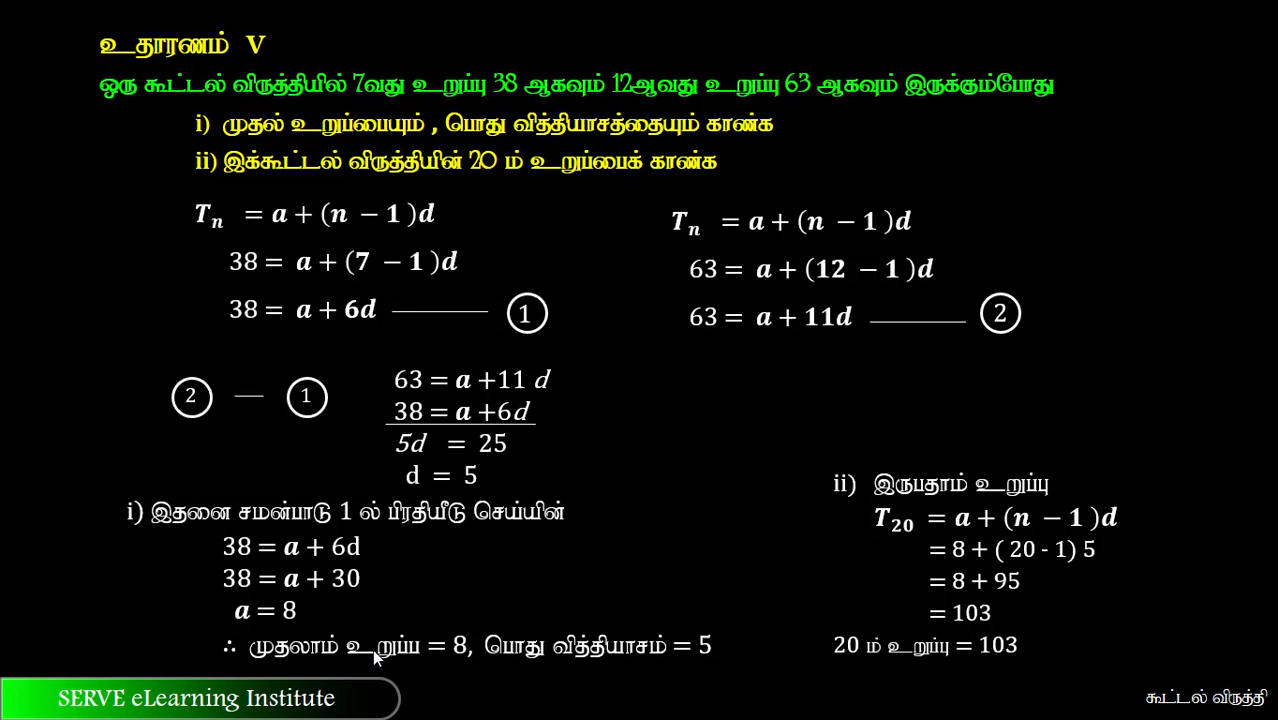 உதாரணம் V
ஒரு கூட்டல் விருத்தியில் 7வது உறுப்பு 38 ஆகவும் 12ஆவது உறுப்பு 63 ஆகவும் இருக்கும்போது
i) முதல் உறுப்பையும் , பொது வித்தியாசத்தையும் காண்க
ii) இக்கூட்டல் விருத்தியின் 20 ம் உறுப்பைக் காண்க
Tₙ = a + (n − 1)d
38 = a + (7 − 1)d
38 = a + 6d ——— ①
Tₙ = a + (n − 1)d
63 = a + (12 − 1)d
63 = a + 11d ——— ②
② — ①
63 = a +11 d
38 = a +6d
5d = 25
d = 5
i) இதனை சமன்பாடு 1 ல் பிரதியீடு செய்யின்
38 = a + 6d
38 = a + 30
a = 8
∴ முதலாம் உறுப்ப = 8, பொது வித்தியாசம் = 5
ii) இருபதாம் உறுப்பு
T₂₀ = a + (n − 1)d
= 8 + ( 20 - 1) 5
= 8 + 95
= 103
20 ம் உறுப்பு = 103
SERVE eLearning Institute
கூட்டல் விருத்தி